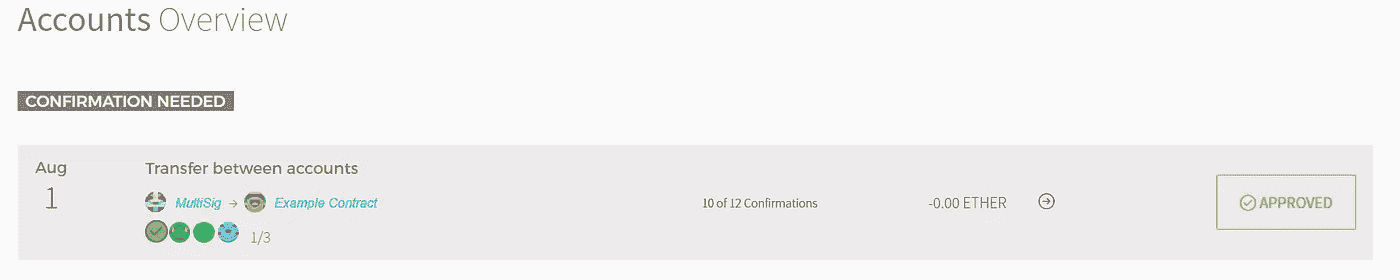 Accounts Overview
CONFIRMATION NEEDED
Aug
1
Transfer between accounts
MultiSig → Example Contract
1/3
10 of 12 Confirmations
-0.00 ETHER
APPROVED